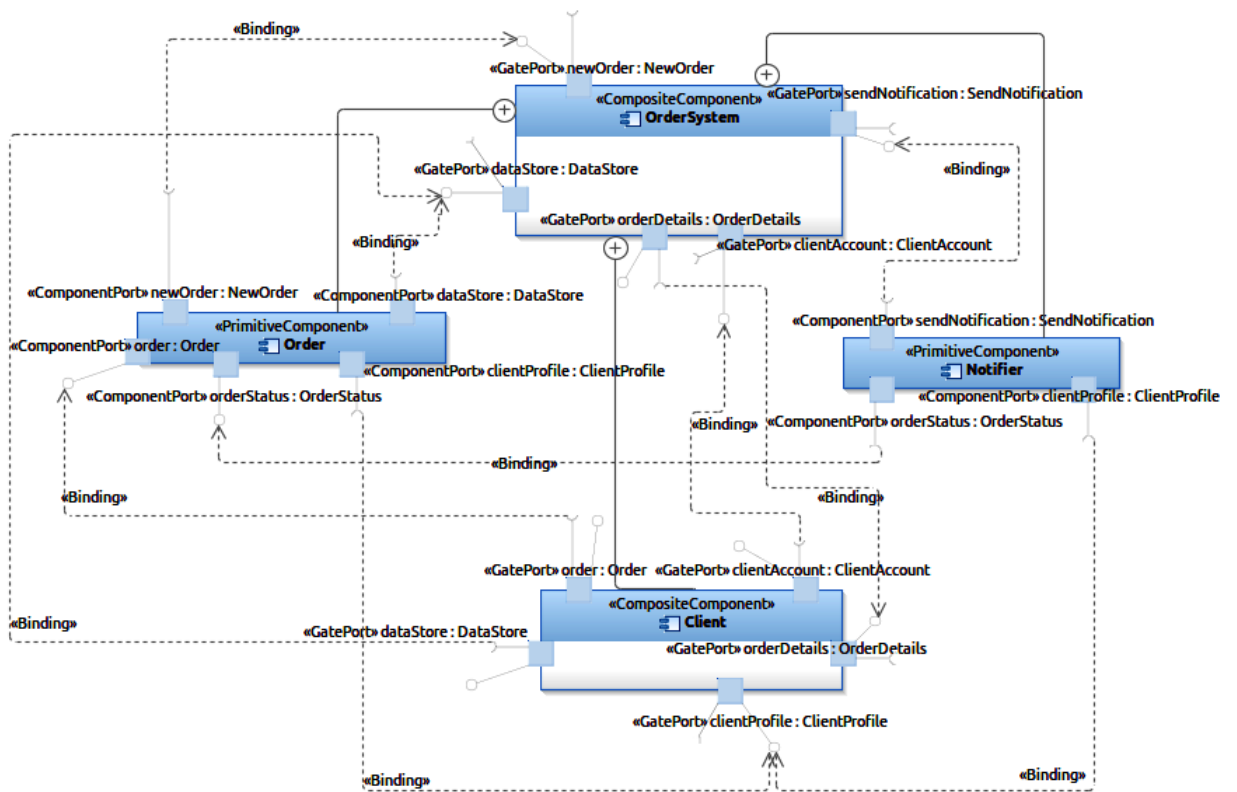 «Binding»
«GatePort» newOrder : NewOrder
«CompositeComponent»
OrderSystem
«GatePort» sendNotification : SendNotification
«Binding»
«GatePort» dataStore : DataStore
«GatePort» orderDetails : OrderDetails
«Binding»
«GatePort» clientAccount : ClientAccount
«ComponentPort» newOrder : NewOrder
«ComponentPort» dataStore : DataStore
«PrimitiveComponent»
Order
«ComponentPort» order : Order
«ComponentPort» clientProfile : ClientProfile
«ComponentPort» orderStatus : OrderStatus
«ComponentPort» sendNotification : SendNotification
«PrimitiveComponent»
Notifier
«ComponentPort» clientProfile : ClientProfile
«ComponentPort» orderStatus : OrderStatus
«Binding»
«Binding»
«Binding»
«Binding»
«GatePort» order : Order
«GatePort» clientAccount : ClientAccount
«CompositeComponent»
Client
«Binding»
«GatePort» dataStore : DataStore
«GatePort» orderDetails : OrderDetails
«GatePort» clientProfile : ClientProfile
«Binding»
«Binding»